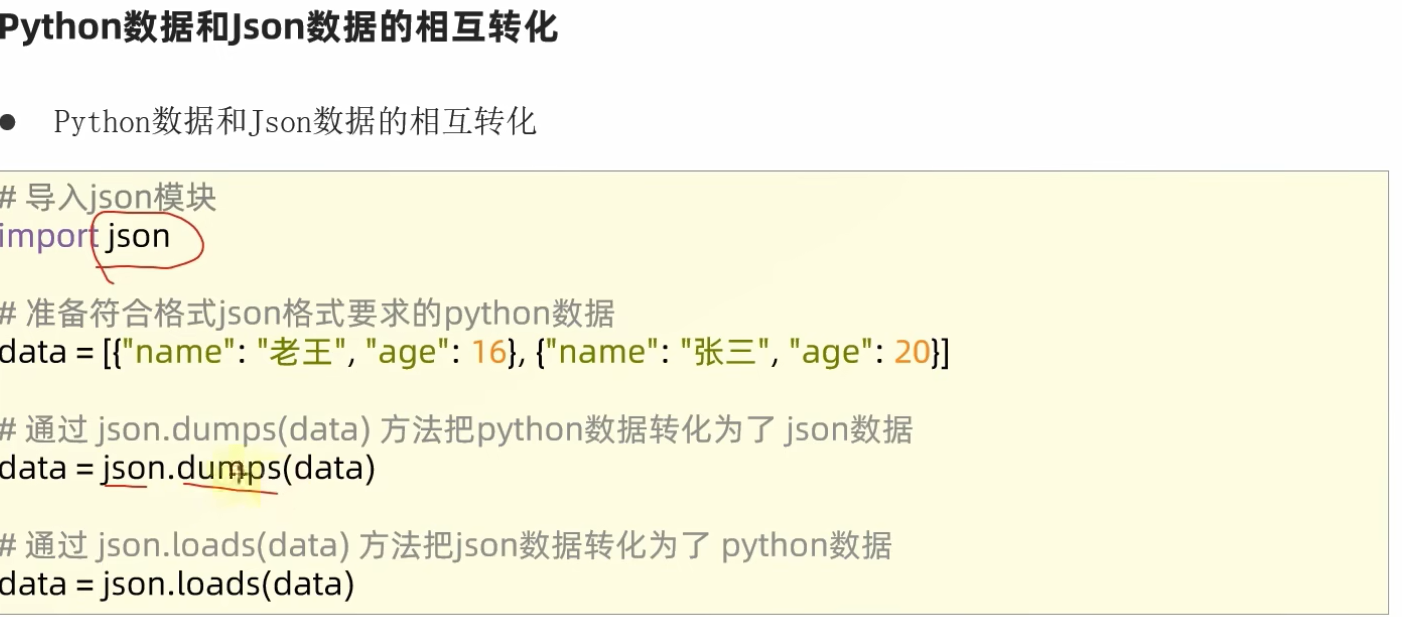 Python数据和Json数据的相互转化
● Python数据和Json数据的相互转化
# 导入json模块
import json
# 准备符合格式json格式要求的python数据
data = [{"name": "老王", "age": 16}, {"name": "张三", "age": 20}]
# 通过 json.dumps(data) 方法把python数据转化为了 json数据
data = json.dumps(data)
# 通过 json.loads(data) 方法把json数据转化为了 python数据
data = json.loads(data)